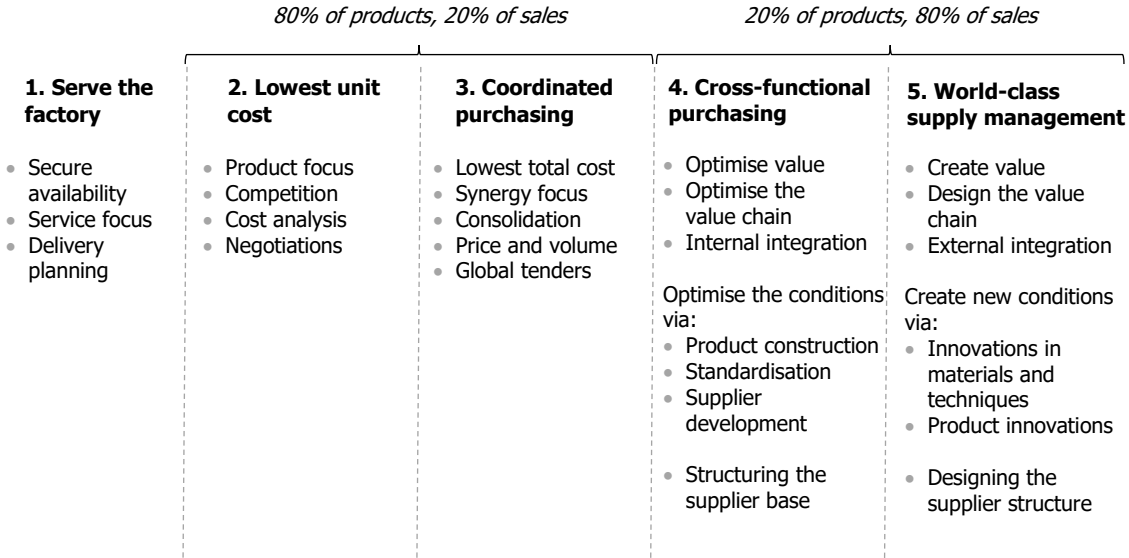 80% of products, 20% of sales
20% of products, 80% of sales
1. Serve the
factory
• Secure
availability
• Service focus
• Delivery
planning
2. Lowest unit
cost
• Product focus
• Competition
• Cost analysis
• Negotiations
3. Coordinated
purchasing
• Lowest total cost
• Synergy focus
• Consolidation
• Price and volume
• Global tenders
4. Cross-functional
purchasing
• Optimise value
• Optimise the
value chain
• Internal integration
Optimise the conditions
via:
• Product construction
• Standardisation
• Supplier
development
• Structuring the
supplier base
5. World-class
supply management
• Create value
• Design the value
chain
• External integration
Create new conditions
via:
• Innovations in
materials and
techniques
• Product innovations
• Designing the
supplier structure